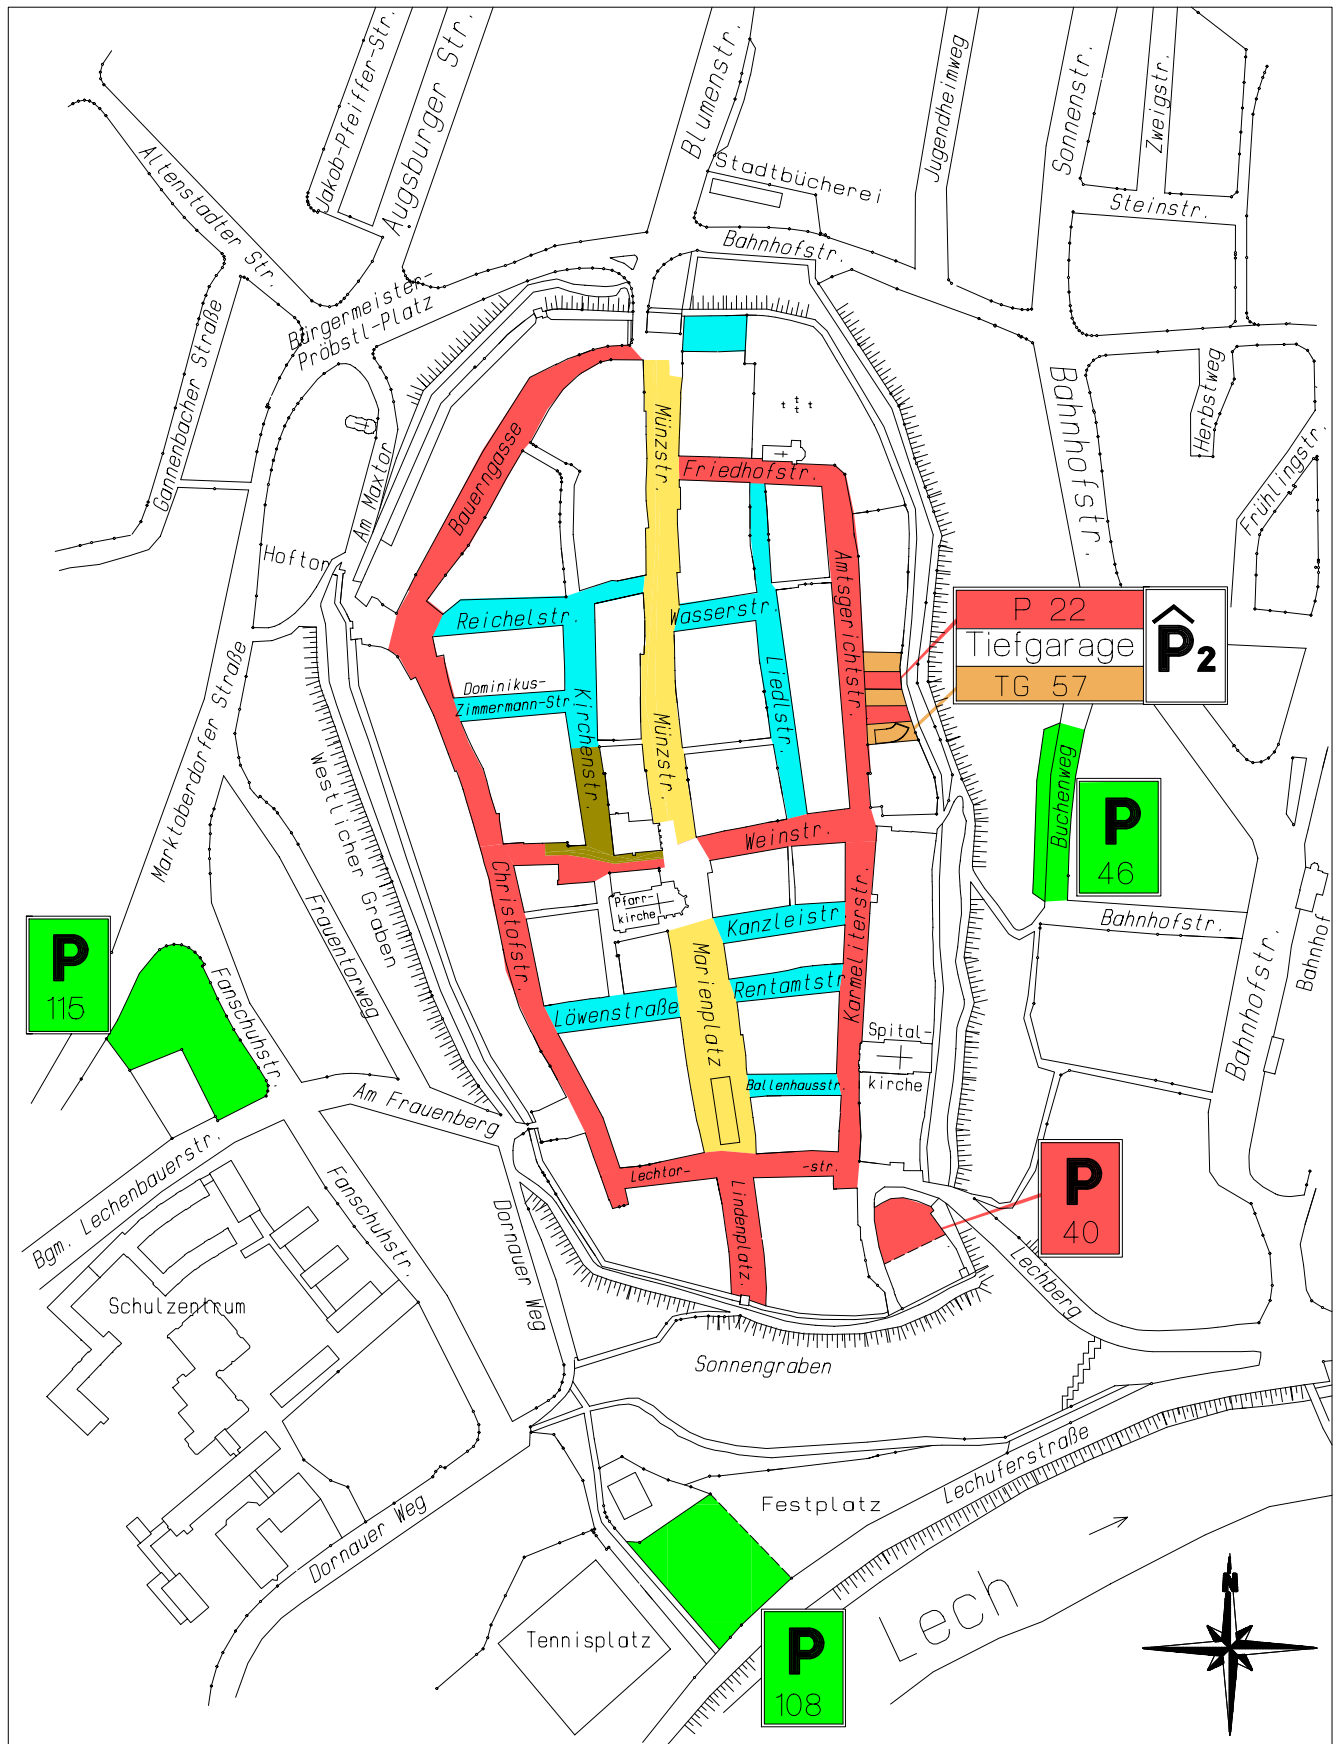 Jakob-Pfeiffer-Str.
Augsburger Str.
Blumenstr.
Jugendheimweg
Sonnenstr.
Zweigstr.
Altenstadter Str.
Stadtbücherei
Steinstr.
Bahnhofstr.
Bürgermeister-
Pröbstl-Platz
Gannenbacher Straße
Herbstweg
Frühlingstr.
Bahnhofstr.
Münzstr.
Friedhofstr.
Bauerngasse
Am Maxtor
Hoftor
Amtsgerichtstr.
Reichelstr.
Wasserstr.
P 22
Tiefgarage
TG 57
P2
Marktoberdorfer Straße
Dominikus-
Zimmermann-Str.
Kirchenstr.
Münzstr.
Liedlstr.
Westlicher Graben
Buchenweg
P
46
Weinstr.
Christofstr.
Pfarr-
kirche
Kanzleistr.
Karmeliterstr.
Bahnhofstr.
Bahnhofstr.
Bahnhof
Frauentorweg
P
115
Fanschuhstr.
Marienplatz
Rentamtstr.
Löwenstraße
Spital-
kirche
Ballenhausstr.
Am Frauenberg
Bgm. Lechenbauerstr.
Fanschuhstr.
Lechtor-
-str.
Lindenplatz.
P
40
Dornauer Weg
Lechberg
Schulzentrum
Sonnengraben
Lechuferstraße
Festplatz
Dornauer Weg
Lech
N
Tennisplatz
P
108